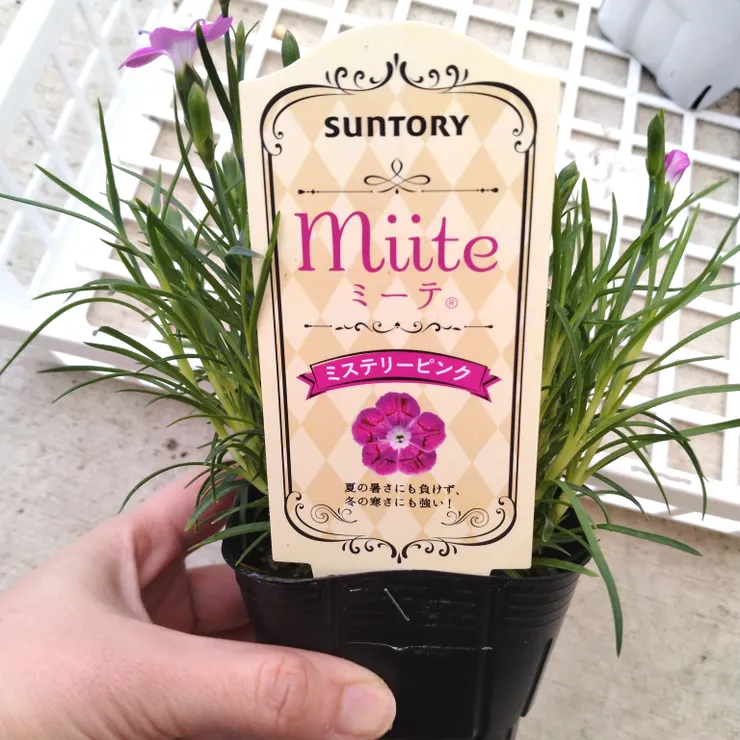 SUNTORY
Miite
ミーテ®
ミステリーピンク
夏の暑さにも負けず、
冬の寒さにも強い！